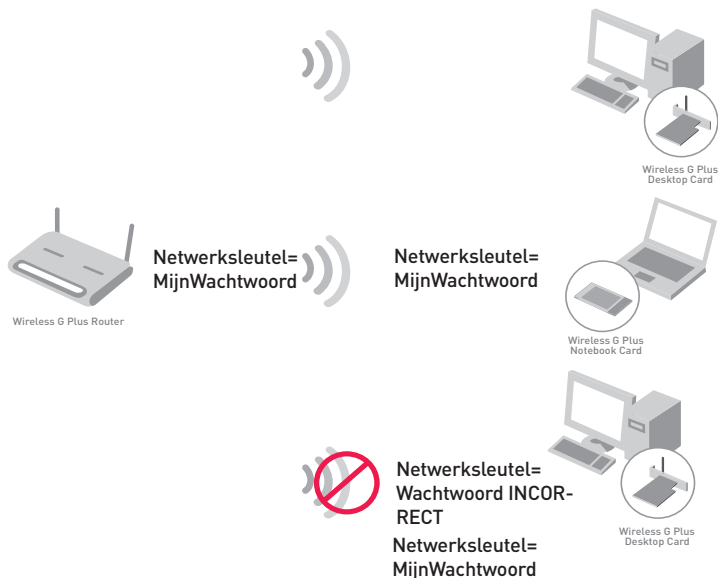 Wireless G Plus
Desktop Card
Netwerksleutel=
MijnWachtwoord
Netwerksleutel=
MijnWachtwoord
Wireless G Plus Router
Wireless G Plus
Notebook Card
Netwerksleutel=
Wachtwoord INCOR-
RECT
Wireless G Plus
Desktop Card
Netwerksleutel=
MijnWachtwoord